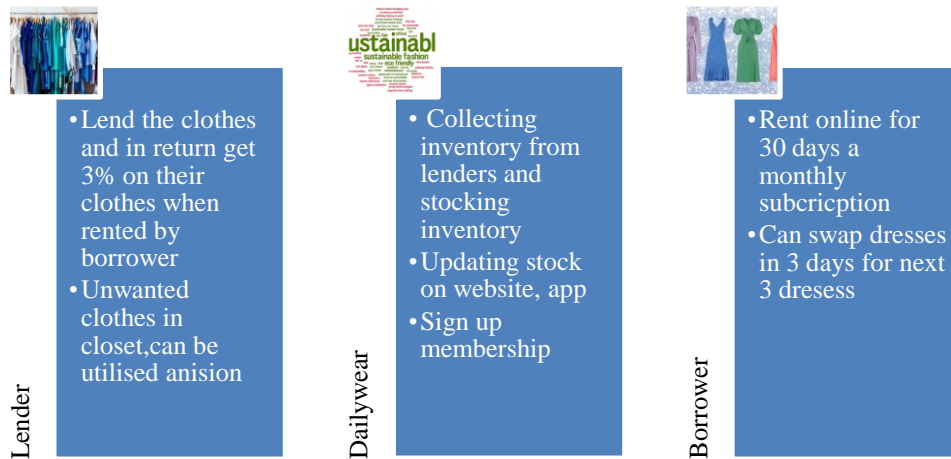 Lender
•Lend the clothes
and in return get
3% on their
clothes when
rented by
borrower
•Unwanted
clothes in
closet,can be
utilised anision
ustainabl
sustainable fashion
eco friendly
Dailywear
• Collecting
inventory from
lenders and
stocking
inventory
•Updating stock
on website, app
•Sign up
membership
Borrower
•Rent online for
30 days a
monthly
subcricption
•Can swap dresses
in 3 days for next
3 dresess